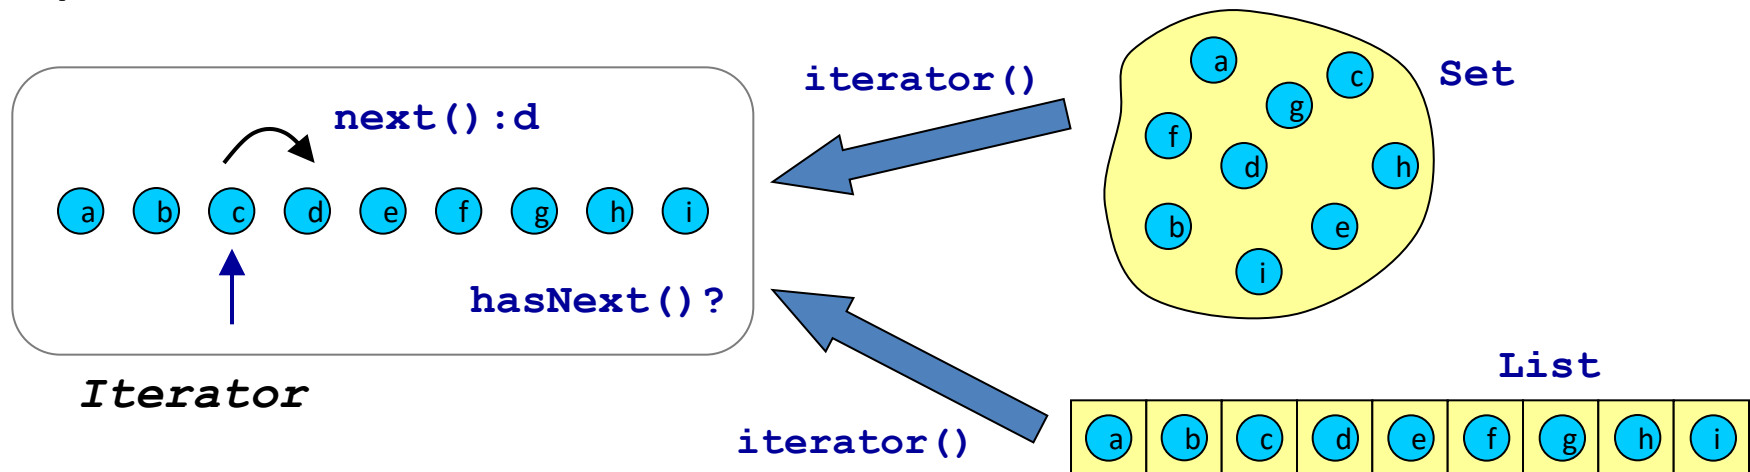 next():d
a b c d e f g h i
hasNext()?
Iterator
iterator()
iterator()
Set
a
c
g
f
d
h
b
e
i
List
a b c d e f g h i